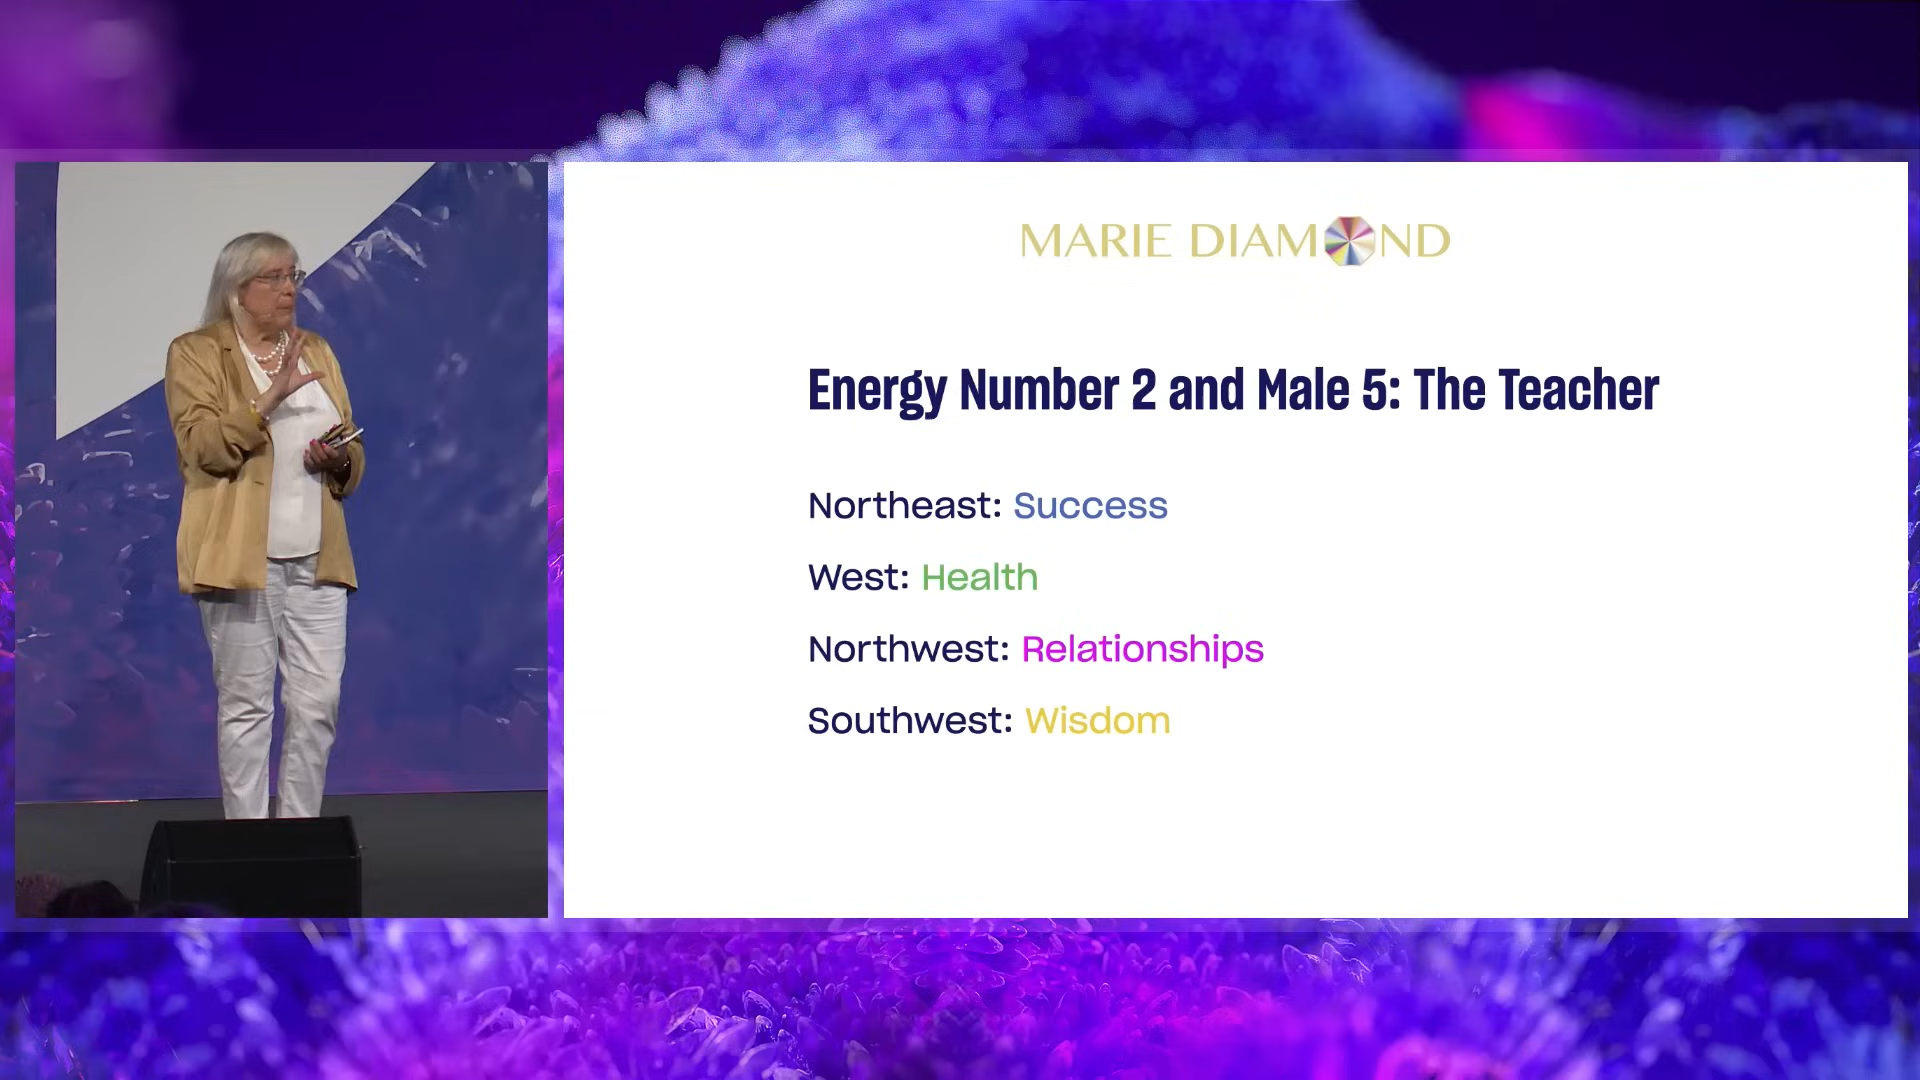 MARIE DIAMOND
Energy Number 2 and Male 5: The Teacher
Northeast: Success
West: Health
Northwest: Relationships
Southwest: Wisdom